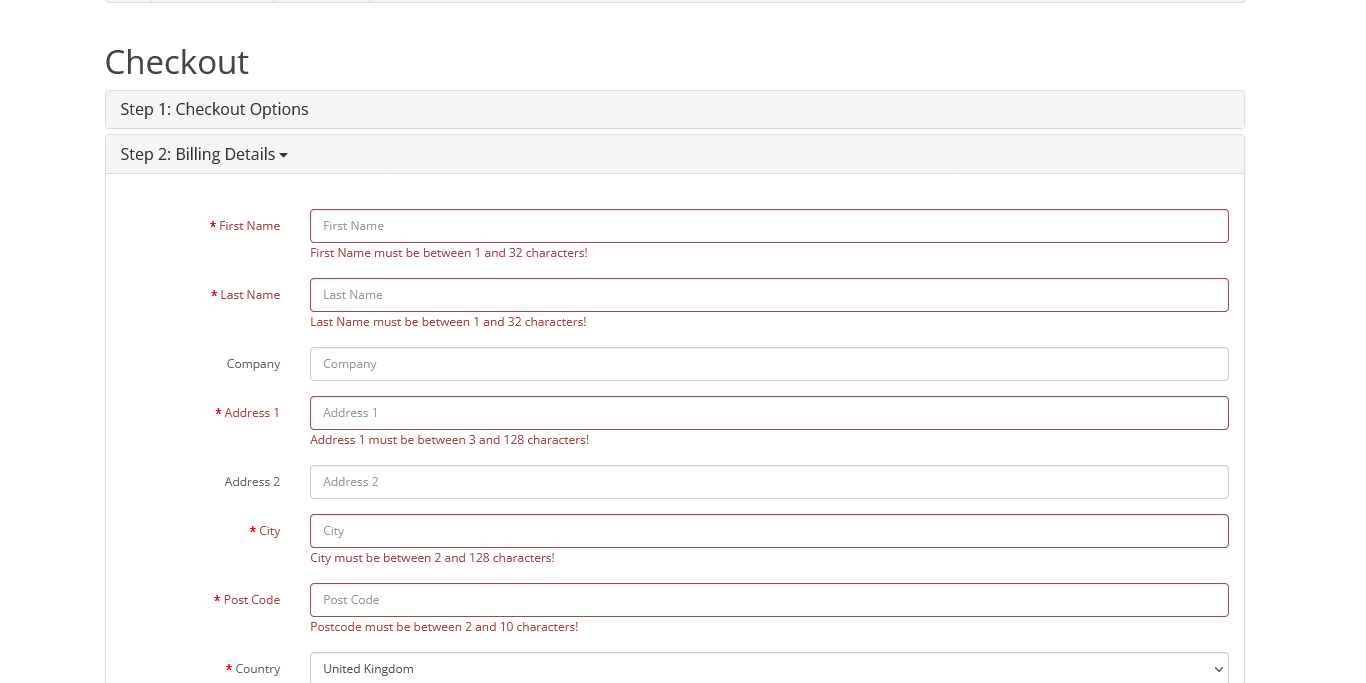 Checkout
Step 1: Checkout Options
Step 2: Billing Details
* First Name
First Name
First Name must be between 1 and 32 characters!
* Last Name
Last Name
Last Name must be between 1 and 32 characters!
Company
Company
* Address 1
Address 1
Address 1 must be between 3 and 128 characters!
Address 2
Address 2
* City
City
City must be between 2 and 128 characters!
* Post Code
Post Code
Postcode must be between 2 and 10 characters!
* Country
United Kingdom